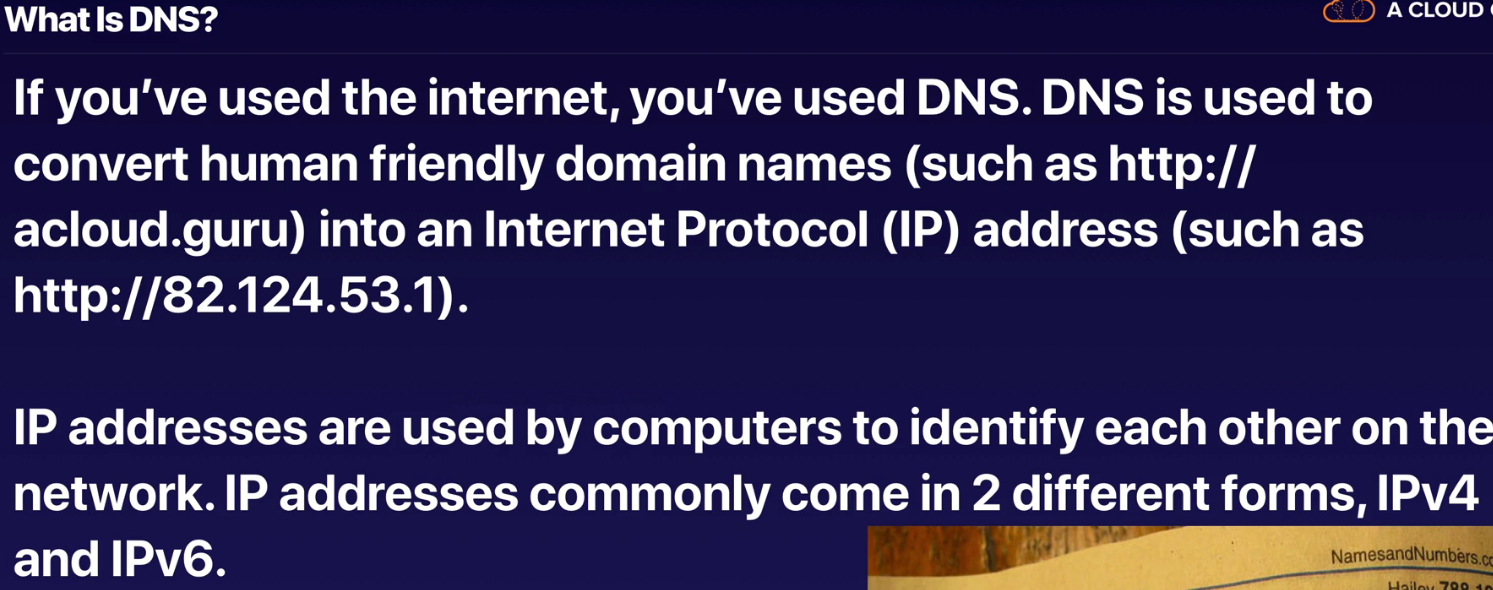 What Is DNS?
A CLOUD
If you’ve used the internet, you’ve used DNS. DNS is used to
convert human friendly domain names (such as http://
acloud.guru) into an Internet Protocol (IP) address (such as
http://82.124.53.1).
IP addresses are used by computers to identify each other on the
network. IP addresses commonly come in 2 different forms, IPv4
and IPv6.
NamesandNumbers.co
Hailey